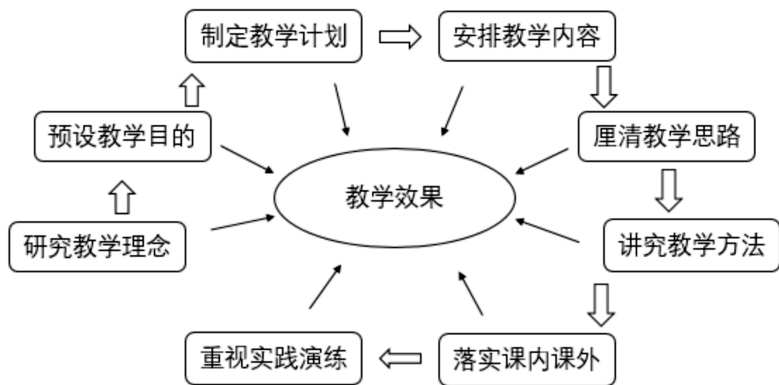 制定教学计划
安排教学内容
预设教学目的
厘清教学思路
教学效果
研究教学理念
讲究教学方法
重视实践演练
落实课内课外